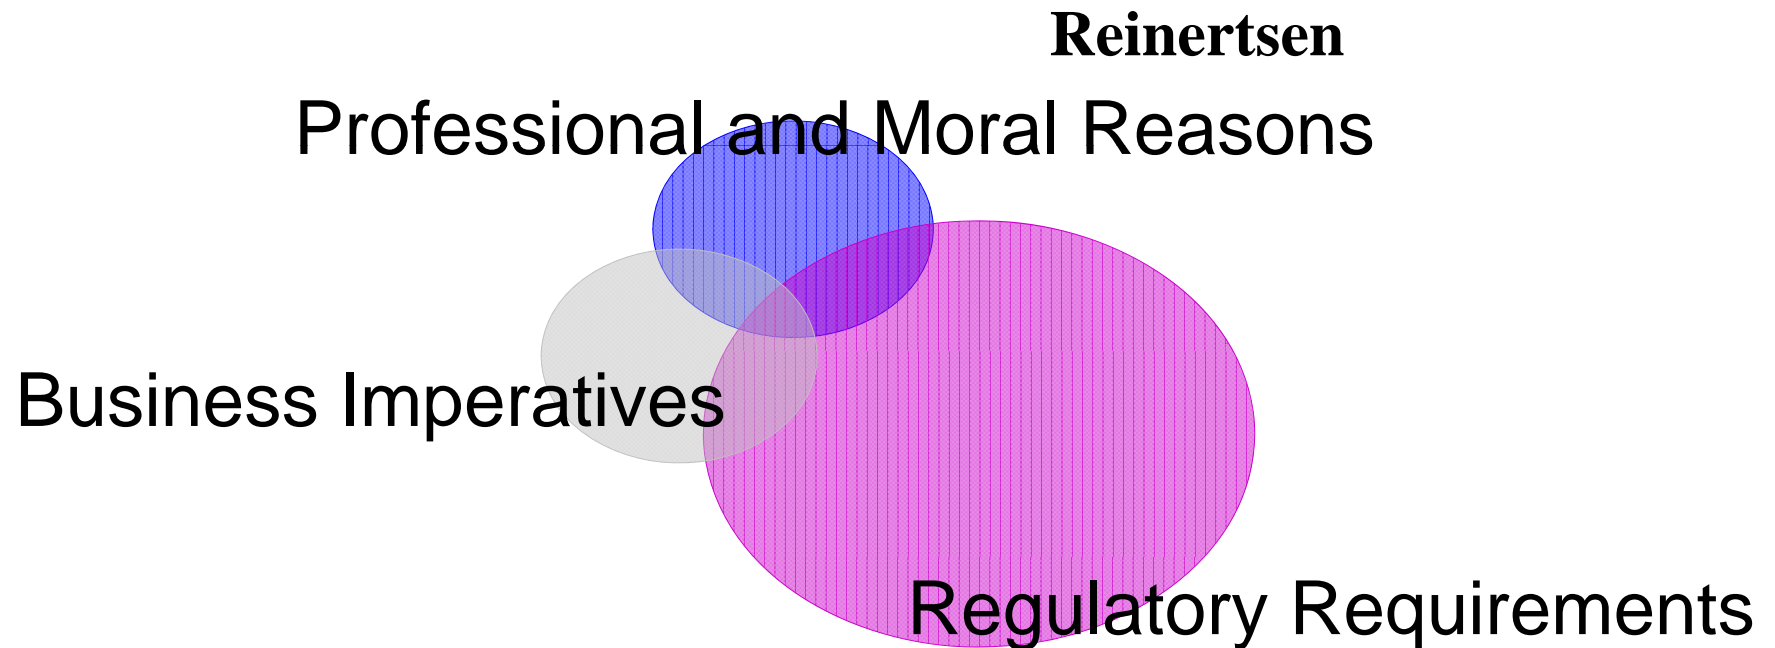 Reinertsen
Professional and Moral Reasons
Business Imperatives
Regulatory Requirements